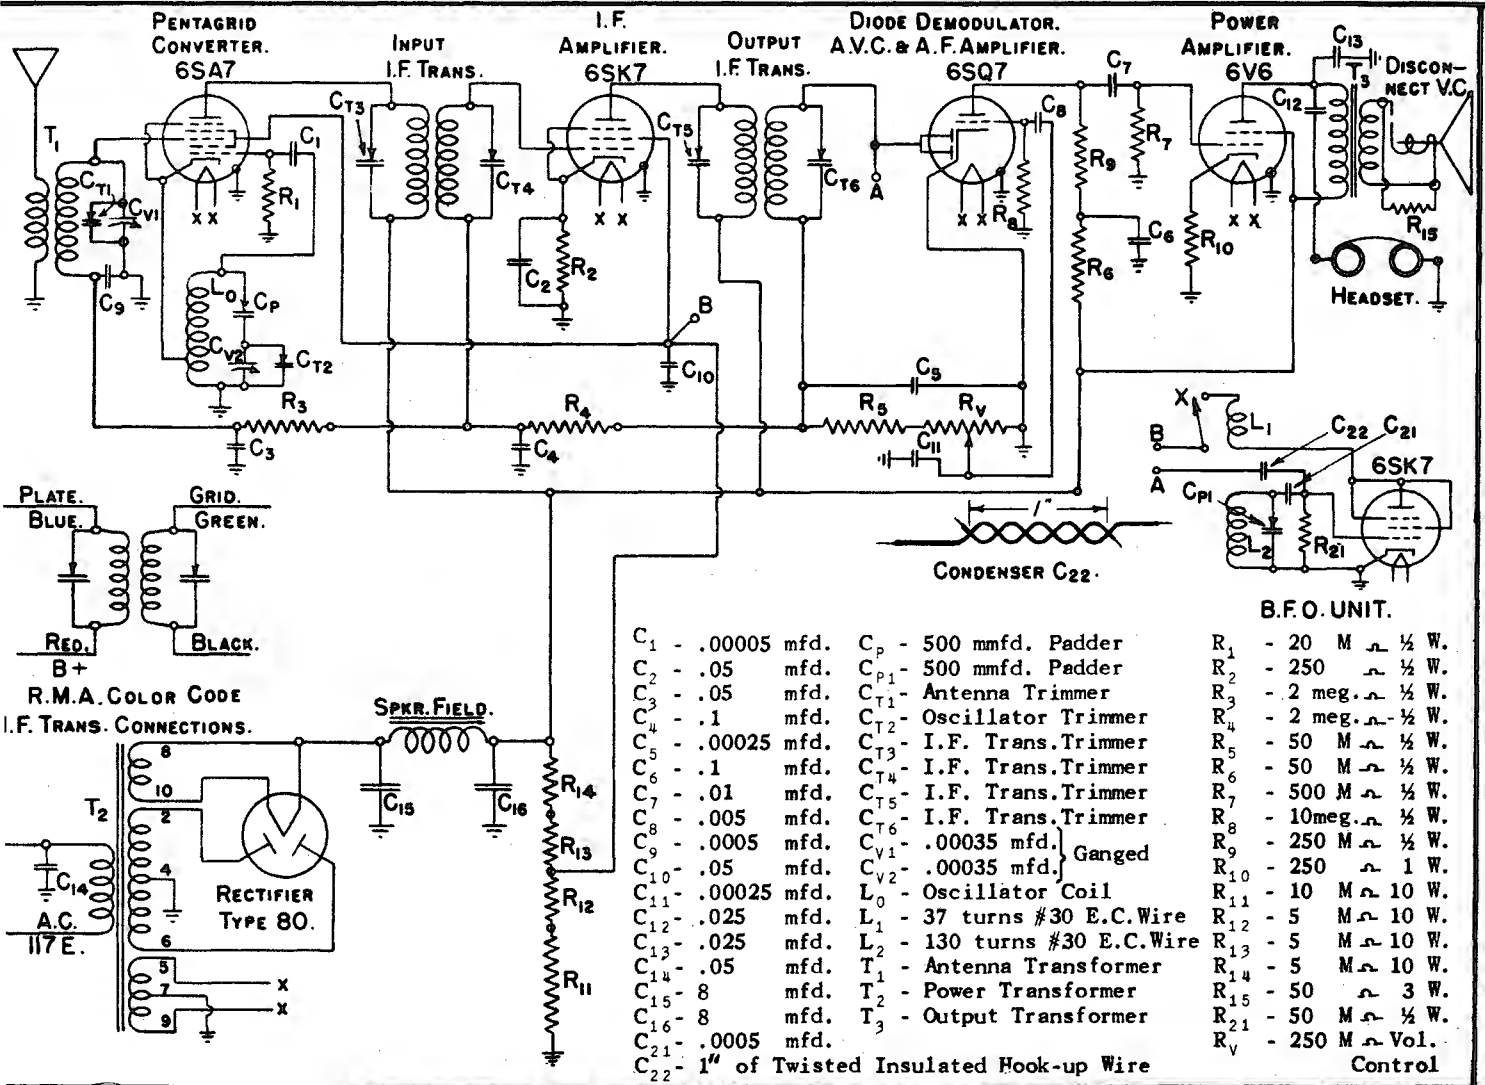 PENTAGRID
CONVERTER.
6SA7
INPUT
I.F. TRANS.
I.F.
AMPLIFIER.
6SK7
OUTPUT
I.F. TRANS.
DIODE DEMODULATOR.
A.V.C. & A.F. AMPLIFIER.
6SQ7
POWER
AMPLIFIER.
6V6
C13
DISCON-
NECT V.C.
T3
C12
C7
C8
T1
CT1
CV1
C1
R1
CT3
CT4
CT5
CT6
A
R9
R7
R8
C6
R6
R10
R15
HEADSET.
X X
X X
X X
X X
C9
LO
CP
CV2
CT2
C2
R2
B
C10
C5
R3
R4
R5
RV
C3
C4
C11
X
L1
B
A
C22
C21
6SK7
CP1
L2
R21
B.F.O. UNIT.
1"
CONDENSER C22.
PLATE.
BLUE.
GRID.
GREEN.
RED.
B+
BLACK.
R.M.A. COLOR CODE
I.F. TRANS. CONNECTIONS.
SPKR. FIELD.
8
10
2
4
6
5
7
9
T2
C14
A.C.
117 E.
RECTIFIER
TYPE 80.
X
X
C15
C16
R14
R13
R12
R11
C1 - .00005 mfd. CP - 500 mmfd. Padder R1 - 20 M Ω ½ W.
C2 - .05 mfd. CP1 - 500 mmfd. Padder R2 - 250 Ω ½ W.
C3 - .05 mfd. CT1 - Antenna Trimmer R3 - 2 meg. Ω ½ W.
C4 - .1 mfd. CT2 - Oscillator Trimmer R4 - 2 meg. Ω - ½ W.
C5 - .00025 mfd. CT3 - I.F. Trans.Trimmer R5 - 50 M Ω ½ W.
C6 - .1 mfd. CT4 - I.F. Trans.Trimmer R6 - 50 M Ω ½ W.
C7 - .01 mfd. CT5 - I.F. Trans.Trimmer R7 - 500 M Ω ½ W.
C8 - .005 mfd. CT6 - I.F. Trans.Trimmer R8 - 10meg. Ω ½ W.
C9 - .0005 mfd. CV1 - .00035 mfd. R9 - 250 M Ω ½ W.
Ganged
C10 - .05 mfd. CV2 - .00035 mfd. R10 - 250 Ω 1 W.
C11 - .00025 mfd. L0 - Oscillator Coil R11 - 10 M Ω 10 W.
C12 - .025 mfd. L1 - 37 turns #30 E.C.Wire R12 - 5 M Ω 10 W.
C13 - .025 mfd. L2 - 130 turns #30 E.C.Wire R13 - 5 M Ω 10 W.
C14 - .05 mfd. T1 - Antenna Transformer R14 - 5 M Ω 10 W.
C15 - 8 mfd. T2 - Power Transformer R15 - 50 Ω 3 W.
C16 - 8 mfd. T3 - Output Transformer R21 - 50 M Ω ½ W.
C21 - .0005 mfd. RV - 250 M Ω Vol.
C22 - 1" of Twisted Insulated Hook-up Wire Control